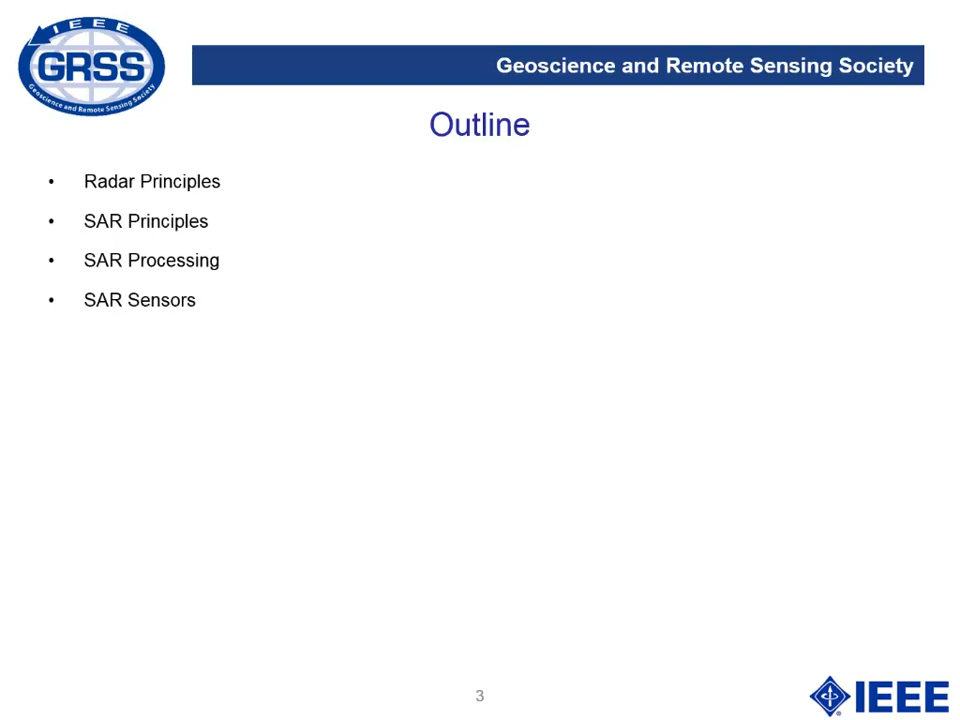 IEEE
GRSS
Geoscience and Remote Sensing Society
Geoscience and Remote Sensing Society
Outline
• Radar Principles
• SAR Principles
• SAR Processing
• SAR Sensors
3
IEEE